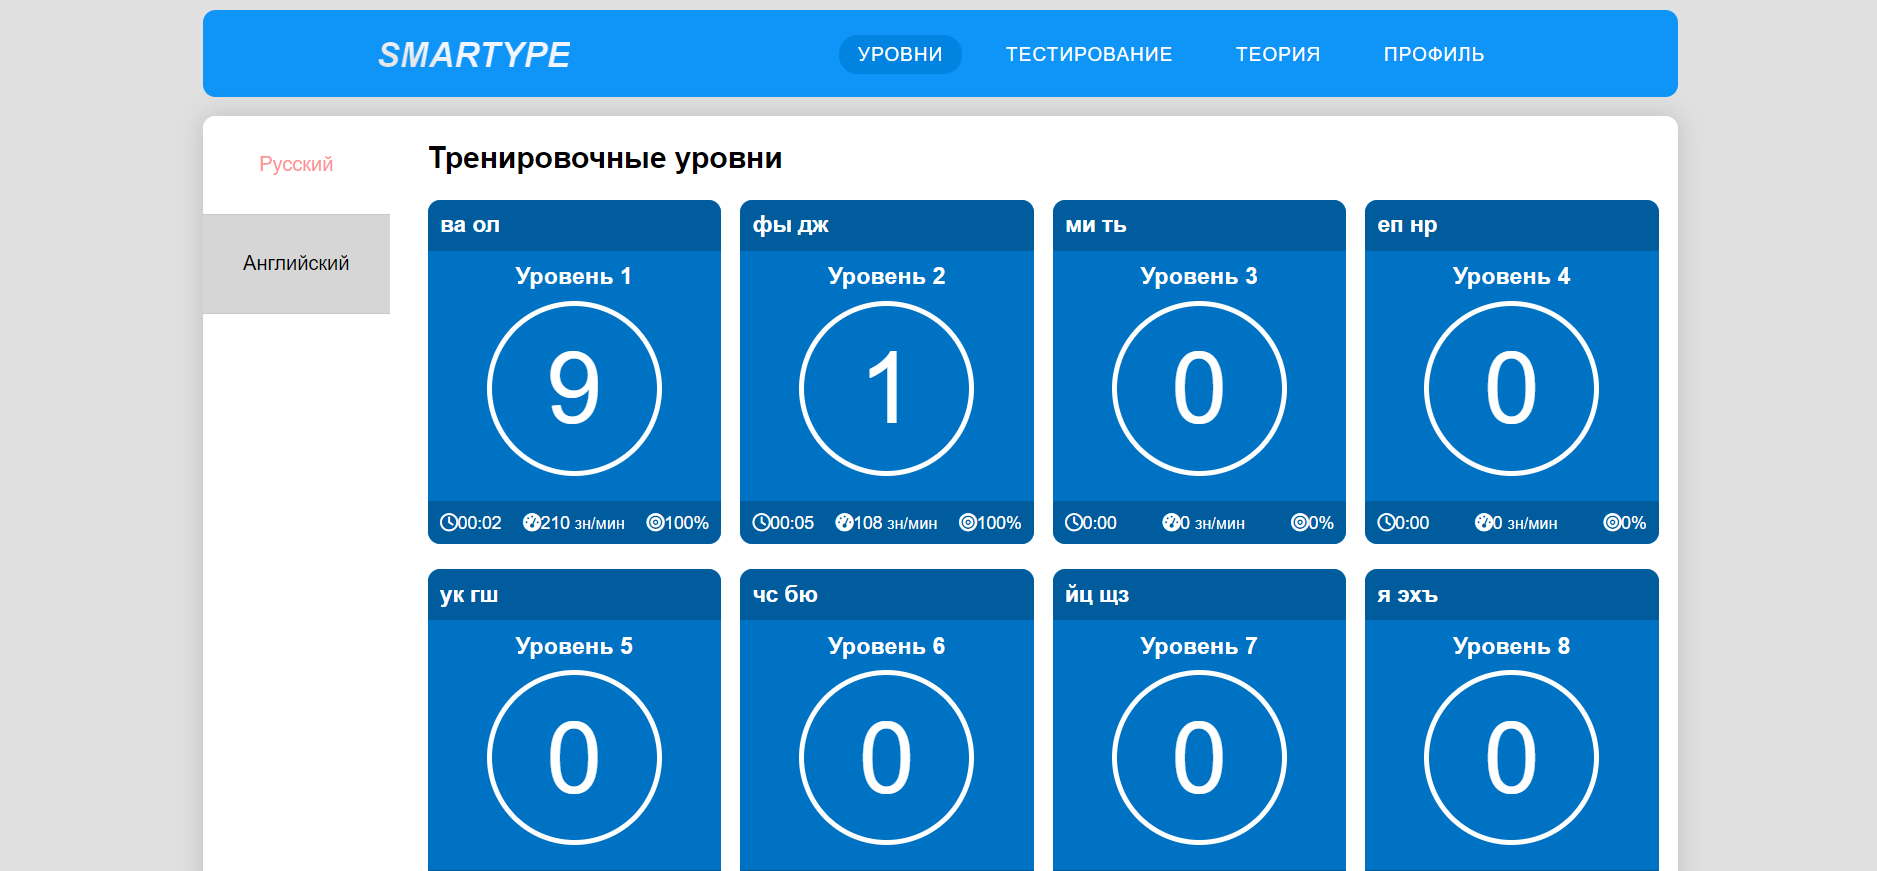 SMARTYPE УРОВНИ ТЕСТИРОВАНИЕ ТЕОРИЯ ПРОФИЛЬ
Русский
Английский
Тренировочные уровни
ва ол фы дж ми ть еп нр
Уровень 1 Уровень 2 Уровень 3 Уровень 4
9 1 0 0
00:02 210 зн/мин 100% 00:05 108 зн/мин 100% 0:00 0 зн/мин 0% 0:00 0 зн/мин 0%
ук гш чс бю йц щз я эхъ
Уровень 5 Уровень 6 Уровень 7 Уровень 8
0 0 0 0